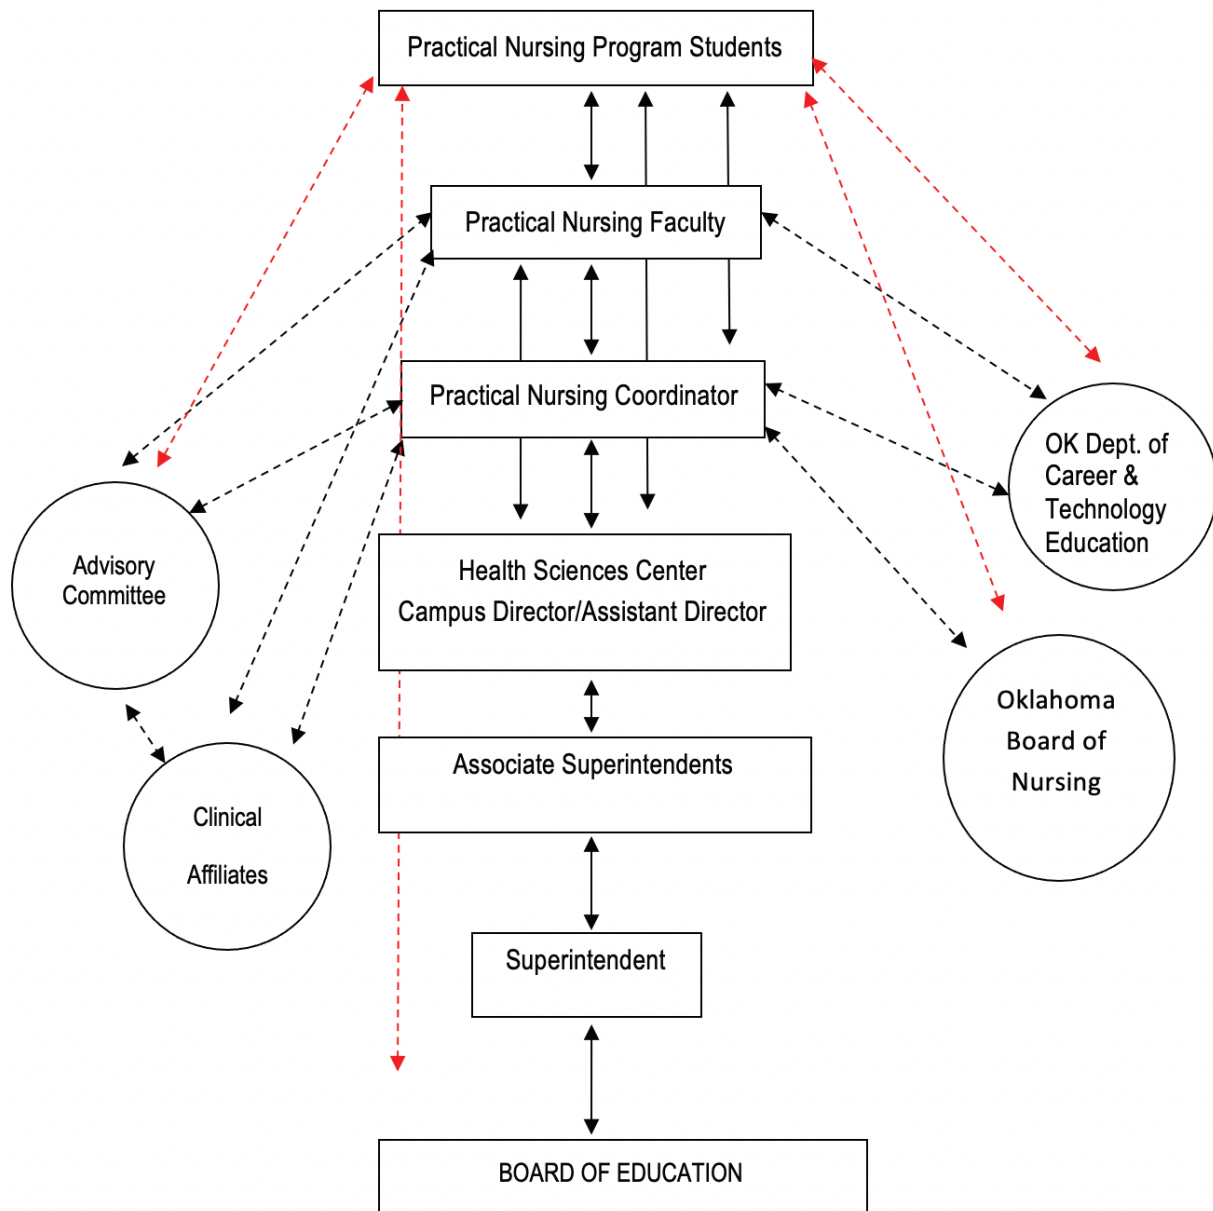 Practical Nursing Program Students
Practical Nursing Faculty
Practical Nursing Coordinator
OK Dept. of
Career &
Technology
Education
Advisory
Committee
Health Sciences Center
Campus Director/Assistant Director
Oklahoma
Board of
Nursing
Associate Superintendents
Clinical
Affiliates
Superintendent
BOARD OF EDUCATION